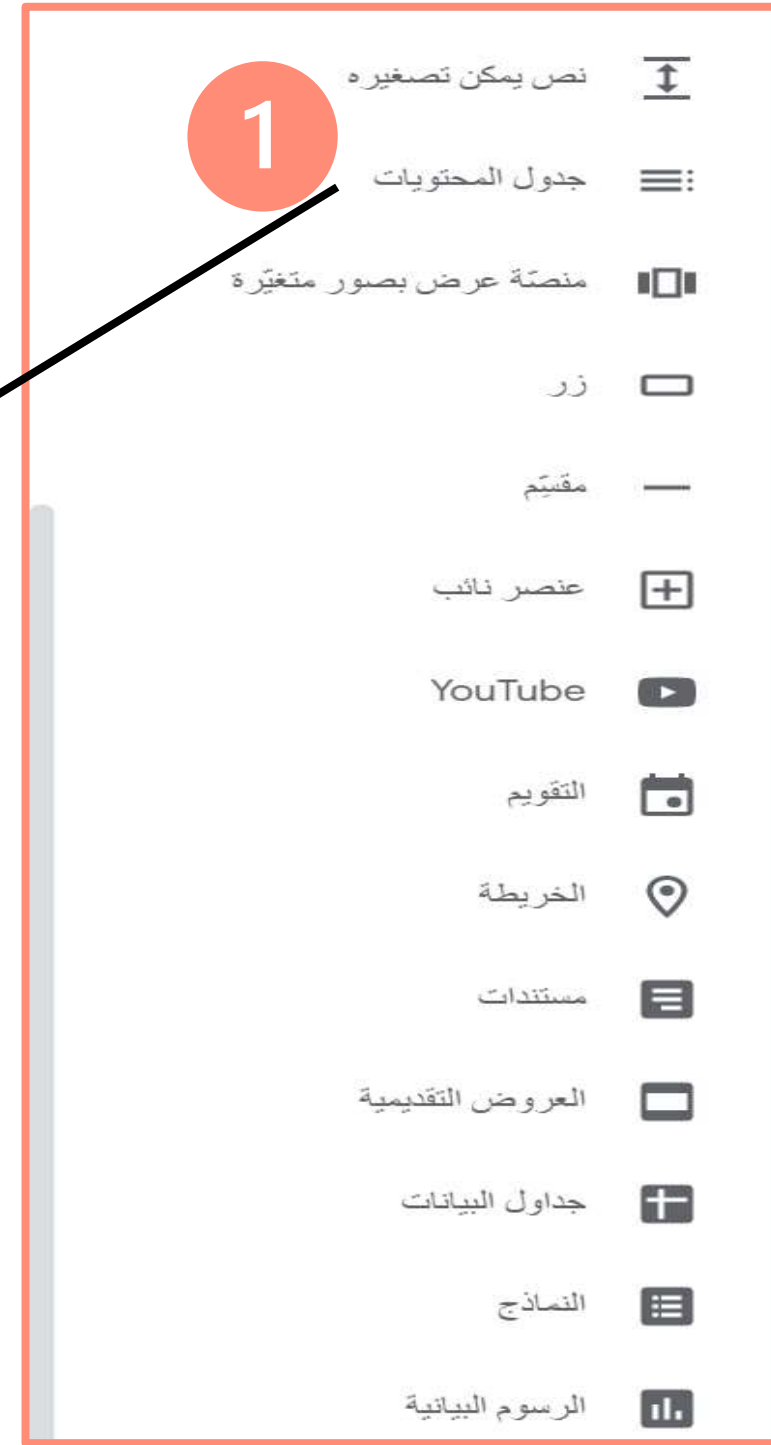 نص يمكن تصغيره
1
جدول المحتويات
منصّة عرض بصور متغيّرة
زر
مقسِّم
عنصر نائب
YouTube
التقويم
الخريطة
مستندات
العروض التقديمية
جداول البيانات
النماذج
الرسوم البيانية